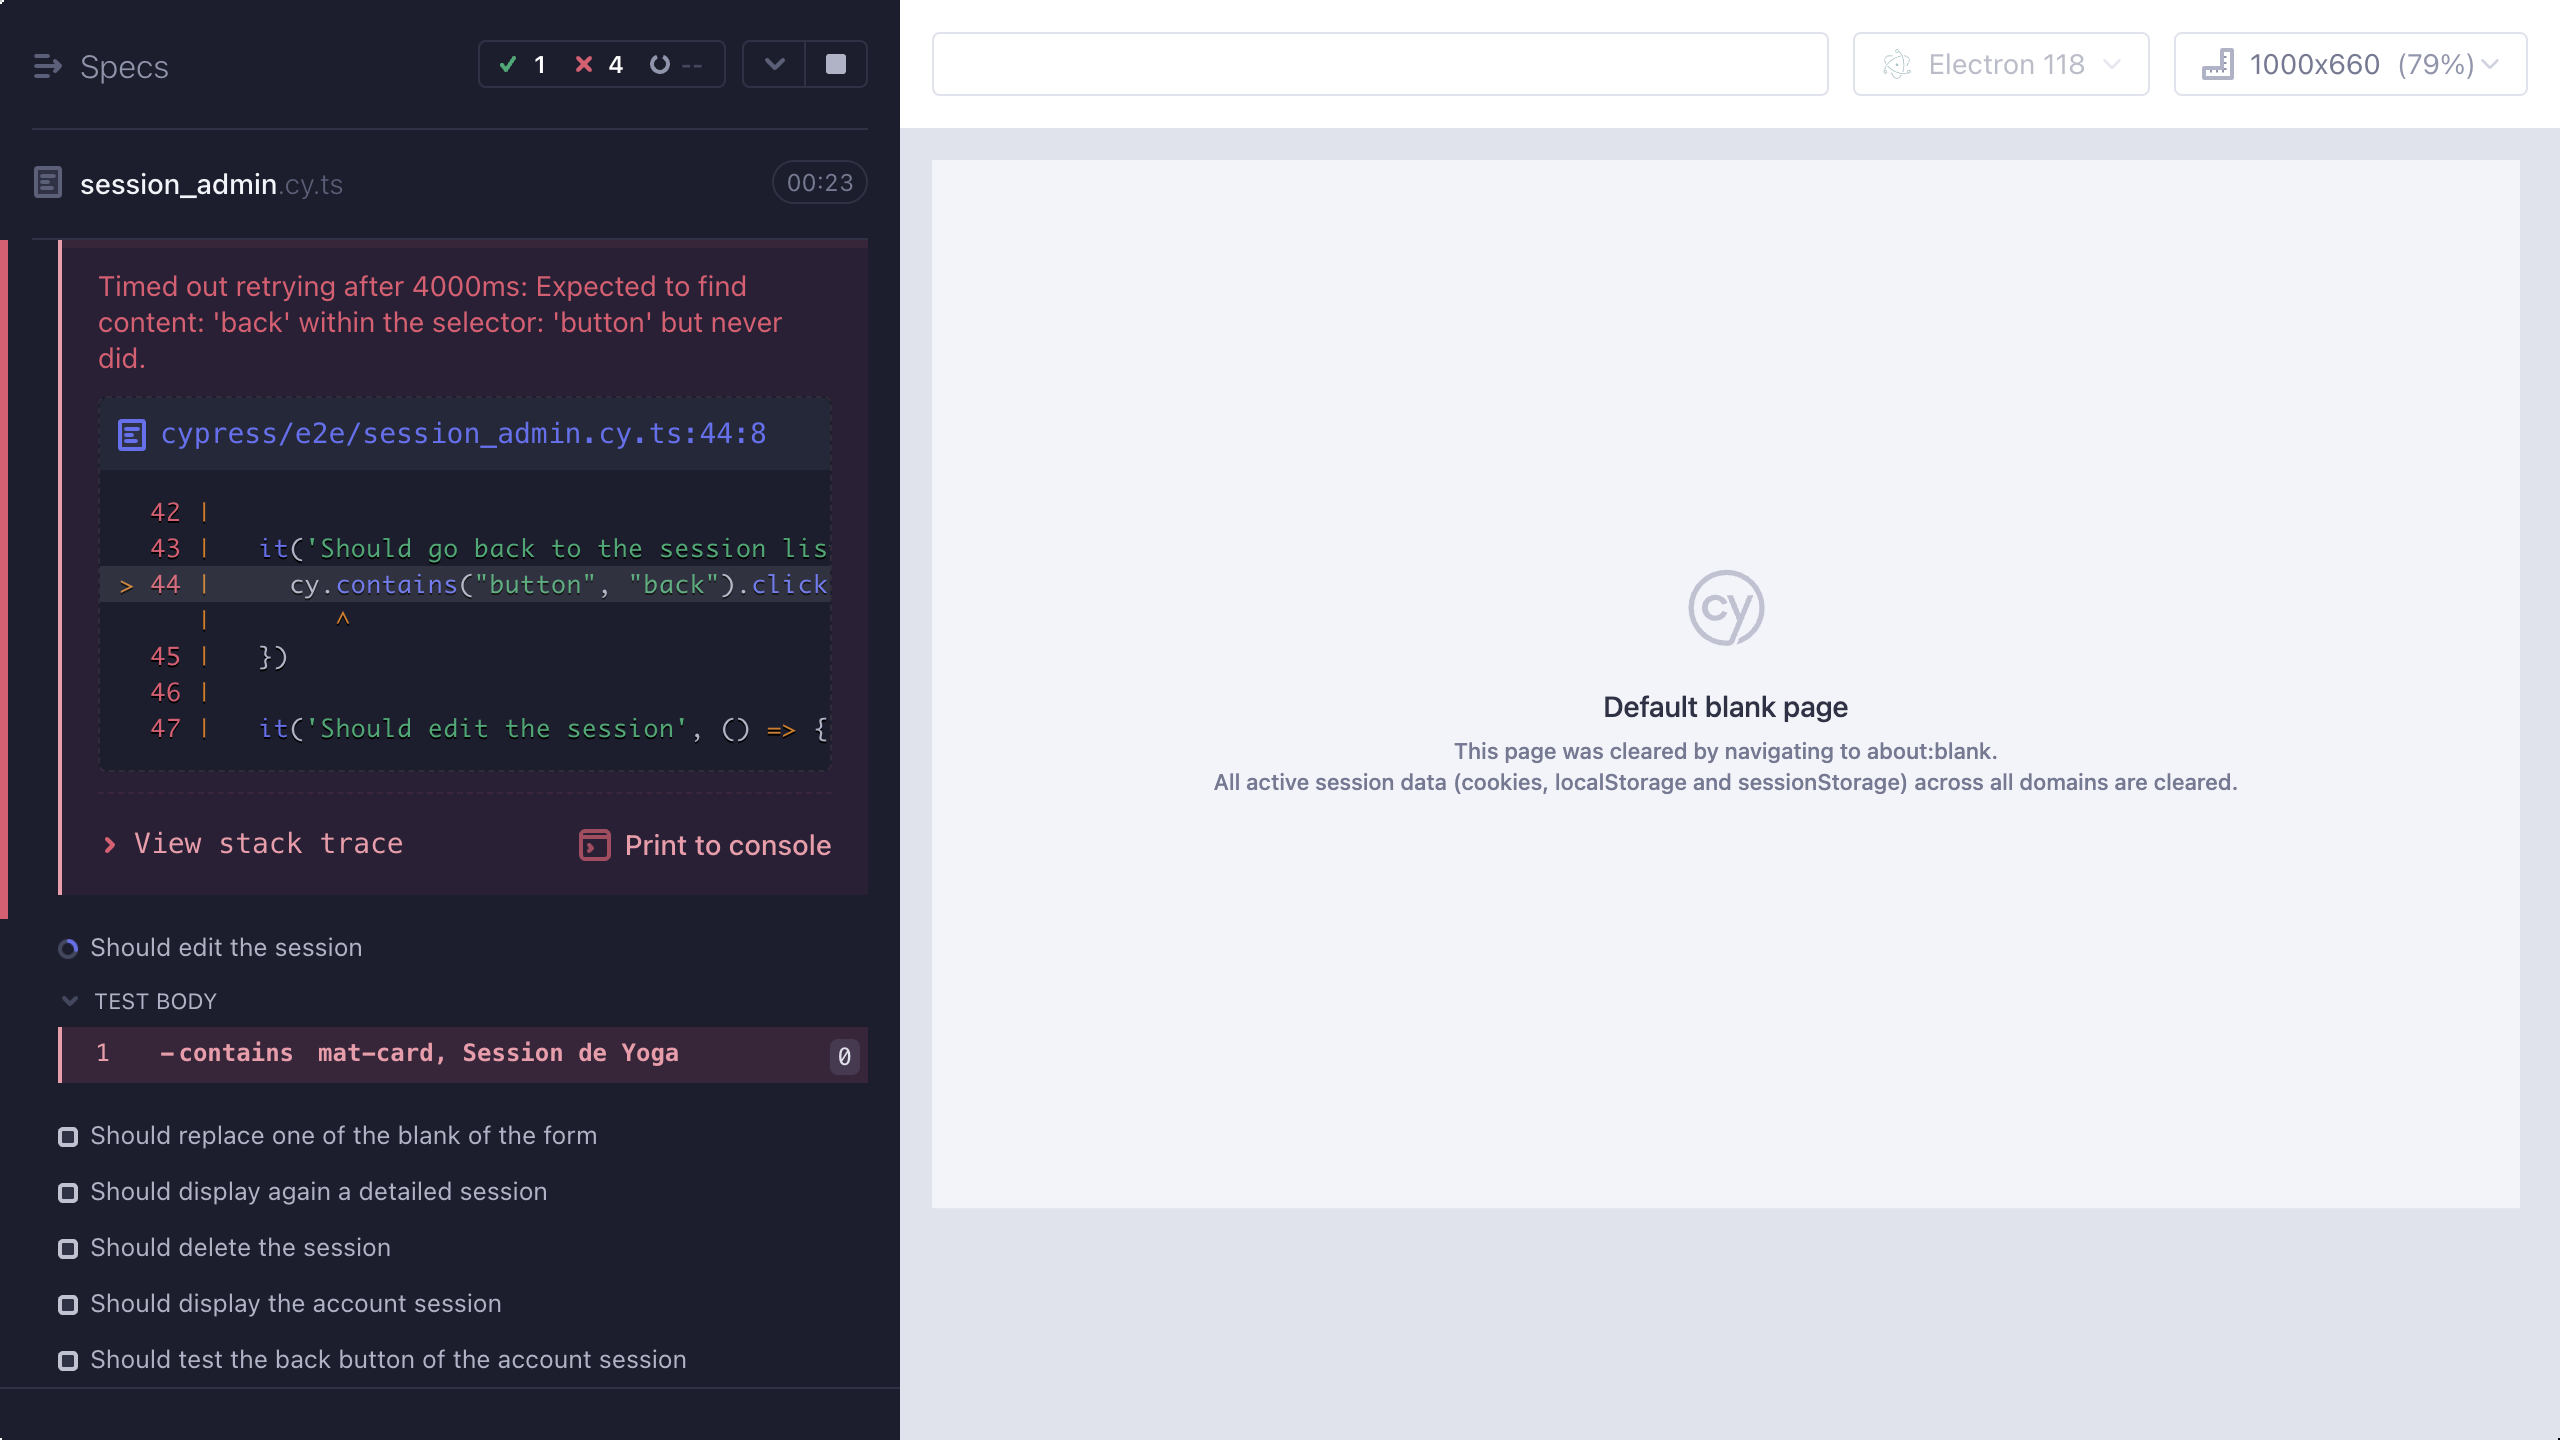 Specs
1 4 --
session_admin.cy.ts
00:23
Timed out retrying after 4000ms: Expected to find
content: 'back' within the selector: 'button' but never
did.
cypress/e2e/session_admin.cy.ts:44:8
42 |
43 | it('Should go back to the session lis
> 44 | cy.contains("button", "back").click
| ^
45 | })
46 |
47 | it('Should edit the session', () => {
View stack trace
Print to console
Should edit the session
TEST BODY
1 -contains mat-card, Session de Yoga 0
Should replace one of the blank of the form
Should display again a detailed session
Should delete the session
Should display the account session
Should test the back button of the account session
Electron 118
1000x660 (79%)
cy
Default blank page
This page was cleared by navigating to about:blank.
All active session data (cookies, localStorage and sessionStorage) across all domains are cleared.